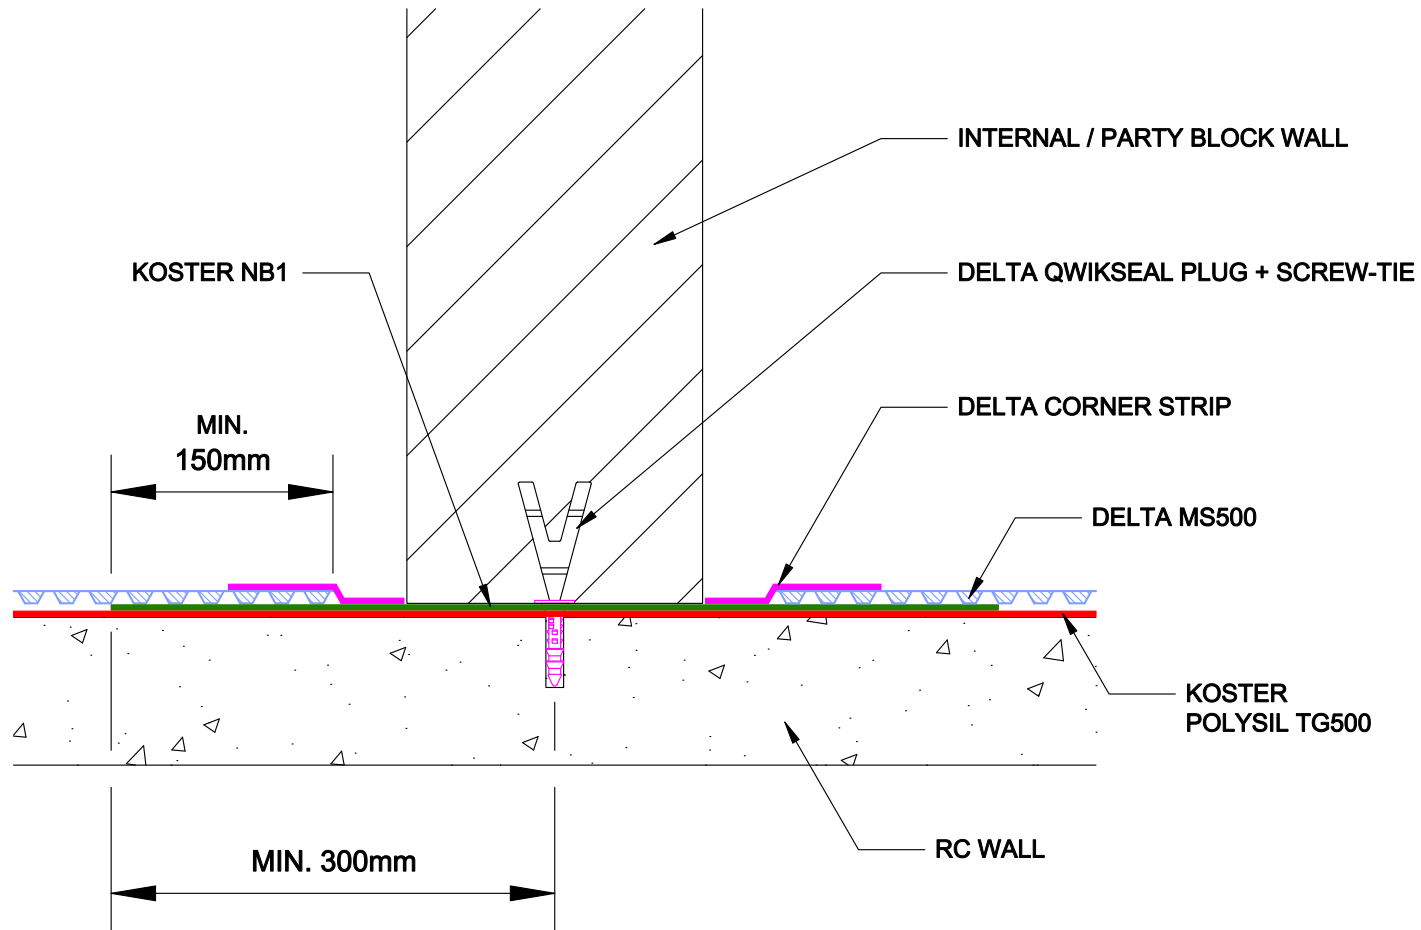 INTERNAL / PARTY BLOCK WALL
KOSTER NB1
DELTA QWIKSEAL PLUG + SCREW-TIE
DELTA CORNER STRIP
MIN.
150mm
DELTA MS500
KOSTER
POLYSIL TG500
RC WALL
MIN. 300mm